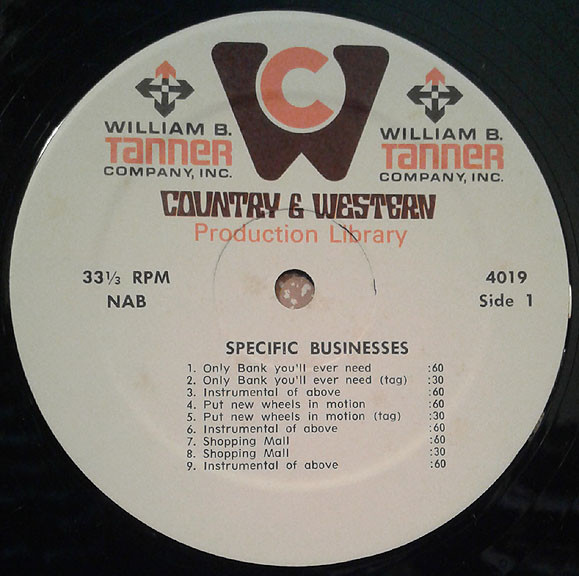 WC
WILLIAM B.
TANNER
COMPANY, INC.
WILLIAM B.
TANNER
COMPANY, INC.
COUNTRY & WESTERN
Production Library
33⅓ RPM
NAB
4019
Side 1
SPECIFIC BUSINESSES
1. Only Bank you'll ever need :60
2. Only Bank you'll ever need (tag) :30
3. Instrumental of above :60
4. Put new wheels in motion :60
5. Put new wheels in motion (tag) :30
6. Instrumental of above :60
7. Shopping Mall :60
8. Shopping Mall :30
9. Instrumental of above :60